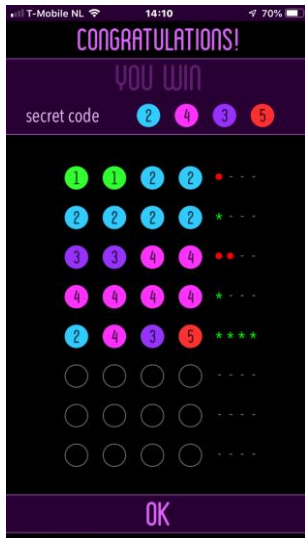 T-Mobile NL 14:10 70%
CONGRATULATIONS!
YOU WIN
secret code 2 4 3 5
1 1 2 2 • - - -
2 2 2 2 * - - -
3 3 4 4 • • - -
4 4 4 4 * - - -
2 4 3 5 * * * *
- - - -
- - - -
- - - -
OK